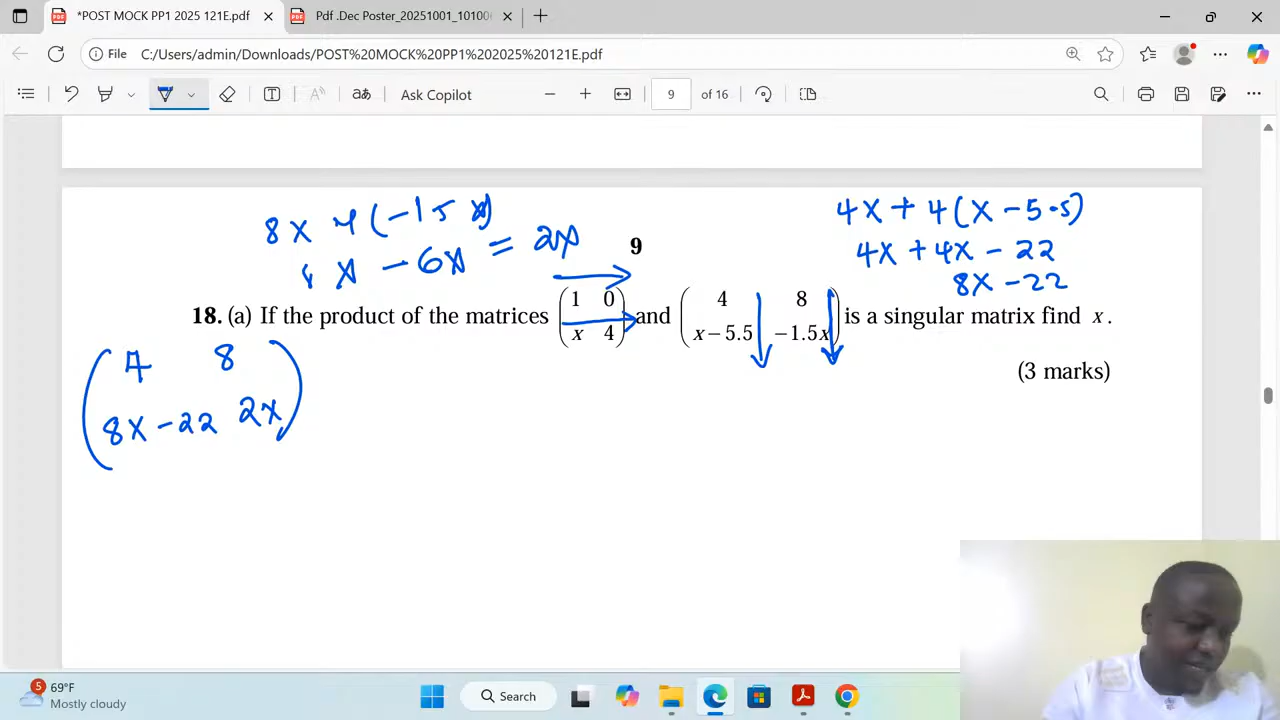 *POST MOCK PP1 2025 121E.pdf
Pdf .Dec Poster_20251001_10100
File
C:/Users/admin/Downloads/POST%20MOCK%20PP1%202025%20121E.pdf
Ask Copilot
9 of 16
8x + 4(-1.5x)
8x - 6x = 2x
4x + 4(x - 5.5)
4x + 4x - 22
8x - 22
9
18. (a) If the product of the matrices (1 0 x 4) and (4 8 x - 5.5 -1.5x) is a singular matrix find x.
(3 marks)
4 8
8x - 22 2x
5
69°F
Mostly cloudy
Search